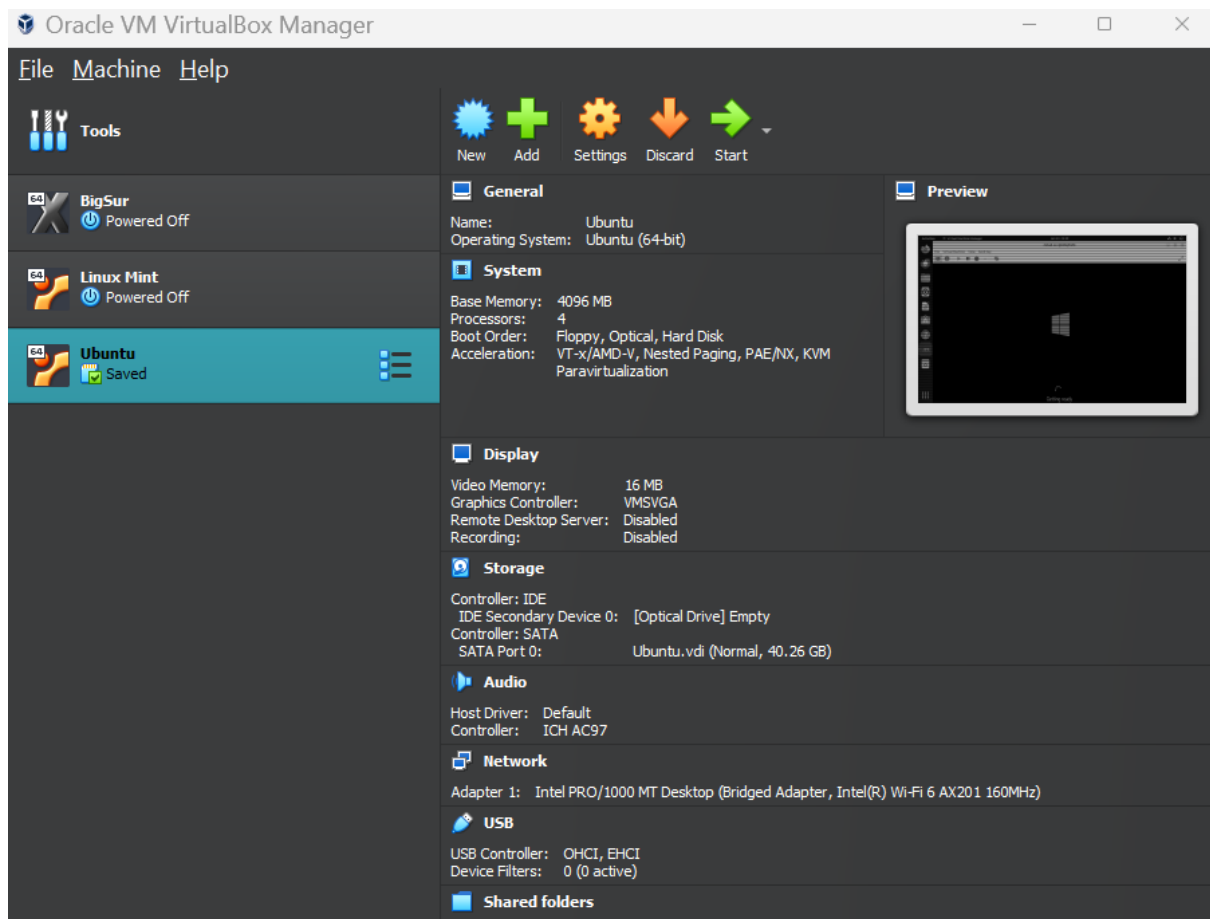 Oracle VM VirtualBox Manager
File Machine Help
Tools
New Add Settings Discard Start
64
BigSur
Powered Off
64
Linux Mint
Powered Off
64
Ubuntu
Saved
General
Name: Ubuntu
Operating System: Ubuntu (64-bit)
System
Base Memory: 4096 MB
Processors: 4
Boot Order: Floppy, Optical, Hard Disk
Acceleration: VT-x/AMD-V, Nested Paging, PAE/NX, KVM
Paravirtualization
Preview
Getting ready
Display
Video Memory: 16 MB
Graphics Controller: VMSVGA
Remote Desktop Server: Disabled
Recording: Disabled
Storage
Controller: IDE
IDE Secondary Device 0: [Optical Drive] Empty
Controller: SATA
SATA Port 0: Ubuntu.vdi (Normal, 40.26 GB)
Audio
Host Driver: Default
Controller: ICH AC97
Network
Adapter 1: Intel PRO/1000 MT Desktop (Bridged Adapter, Intel(R) Wi-Fi 6 AX201 160MHz)
USB
USB Controller: OHCI, EHCI
Device Filters: 0 (0 active)
Shared folders